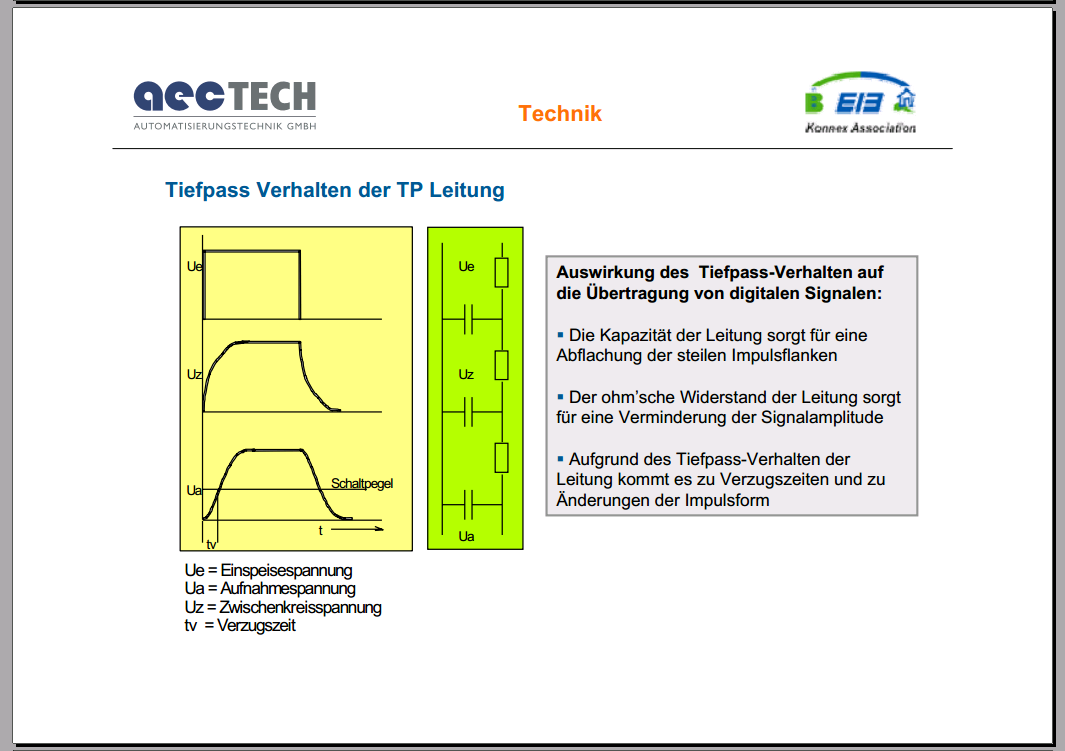 aecTECH
AUTOMATISIERUNGSTECHNIK GMBH
Technik
B EIB
Konnex Association
Tiefpass Verhalten der TP Leitung
Ue
Uz
Ua
Schaltpegel
t
tv
Ue
Uz
Ua
Auswirkung des Tiefpass-Verhalten auf
die Übertragung von digitalen Signalen:
▪ Die Kapazität der Leitung sorgt für eine
Abflachung der steilen Impulsflanken
▪ Der ohm'sche Widerstand der Leitung sorgt
für eine Verminderung der Signalamplitude
▪ Aufgrund des Tiefpass-Verhalten der
Leitung kommt es zu Verzugszeiten und zu
Änderungen der Impulsform
Ue = Einspeisespannung
Ua = Aufnahmespannung
Uz = Zwischenkreisspannung
tv = Verzugszeit